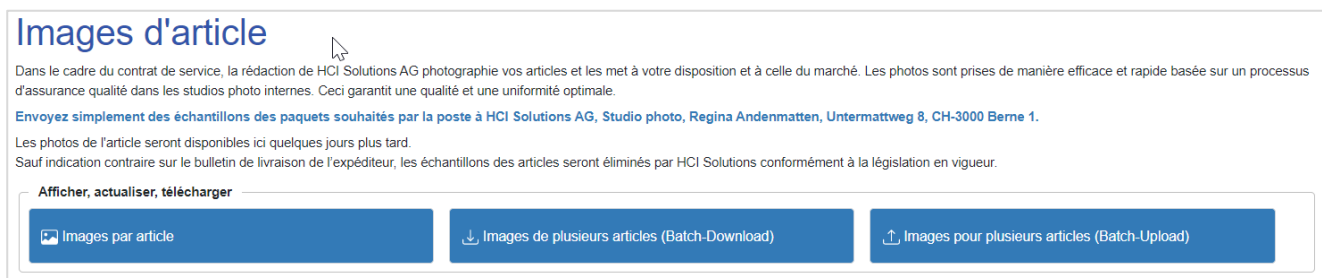 Images d'article
Dans le cadre du contrat de service, la rédaction de HCI Solutions AG photographie vos articles et les met à votre disposition et à celle du marché. Les photos sont prises de manière efficace et rapide basée sur un processus
d'assurance qualité dans les studios photo internes. Ceci garantit une qualité et une uniformité optimale.
Envoyez simplement des échantillons des paquets souhaités par la poste à HCI Solutions AG, Studio photo, Regina Andenmatten, Untermattweg 8, CH-3000 Berne 1.
Les photos de l'article seront disponibles ici quelques jours plus tard.
Sauf indication contraire sur le bulletin de livraison de l'expéditeur, les échantillons des articles seront éliminés par HCI Solutions conformément à la législation en vigueur.
Afficher, actualiser, télécharger
Images par article
Images de plusieurs articles (Batch-Download)
Images pour plusieurs articles (Batch-Upload)